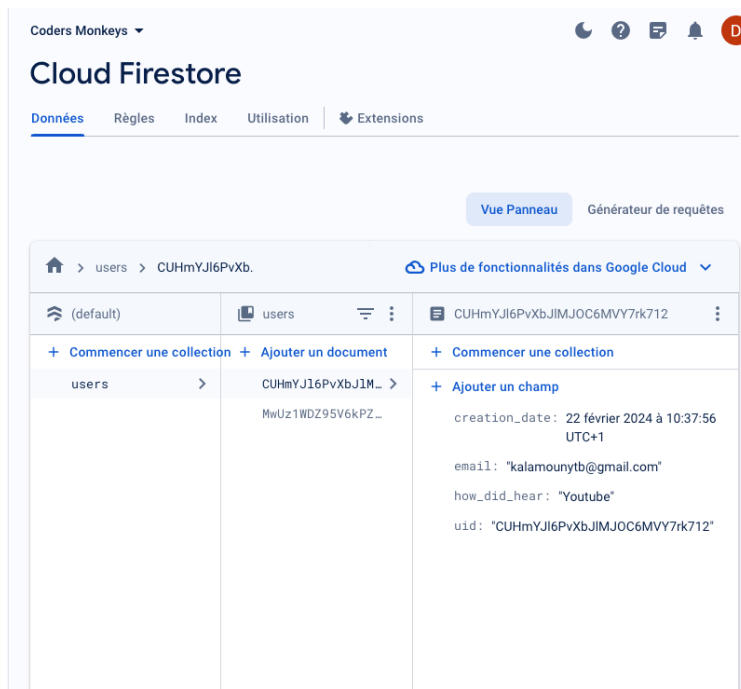 Coders Monkeys
D
Cloud Firestore
Données Règles Index Utilisation Extensions
Vue Panneau Générateur de requêtes
users CUHmYJl6PvXb. Plus de fonctionnalités dans Google Cloud
(default) users CUHmYJl6PvXbJlMJOC6MVY7rk712
+ Commencer une collection + Ajouter un document + Commencer une collection
users CUHmYJl6PvXbJlM… + Ajouter un champ
MwUz1WDZ95V6kPZ… creation_date: 22 février 2024 à 10:37:56
UTC+1
email: "kalamounytb@gmail.com"
how_did_hear: "Youtube"
uid: "CUHmYJl6PvXbJlMJOC6MVY7rk712"